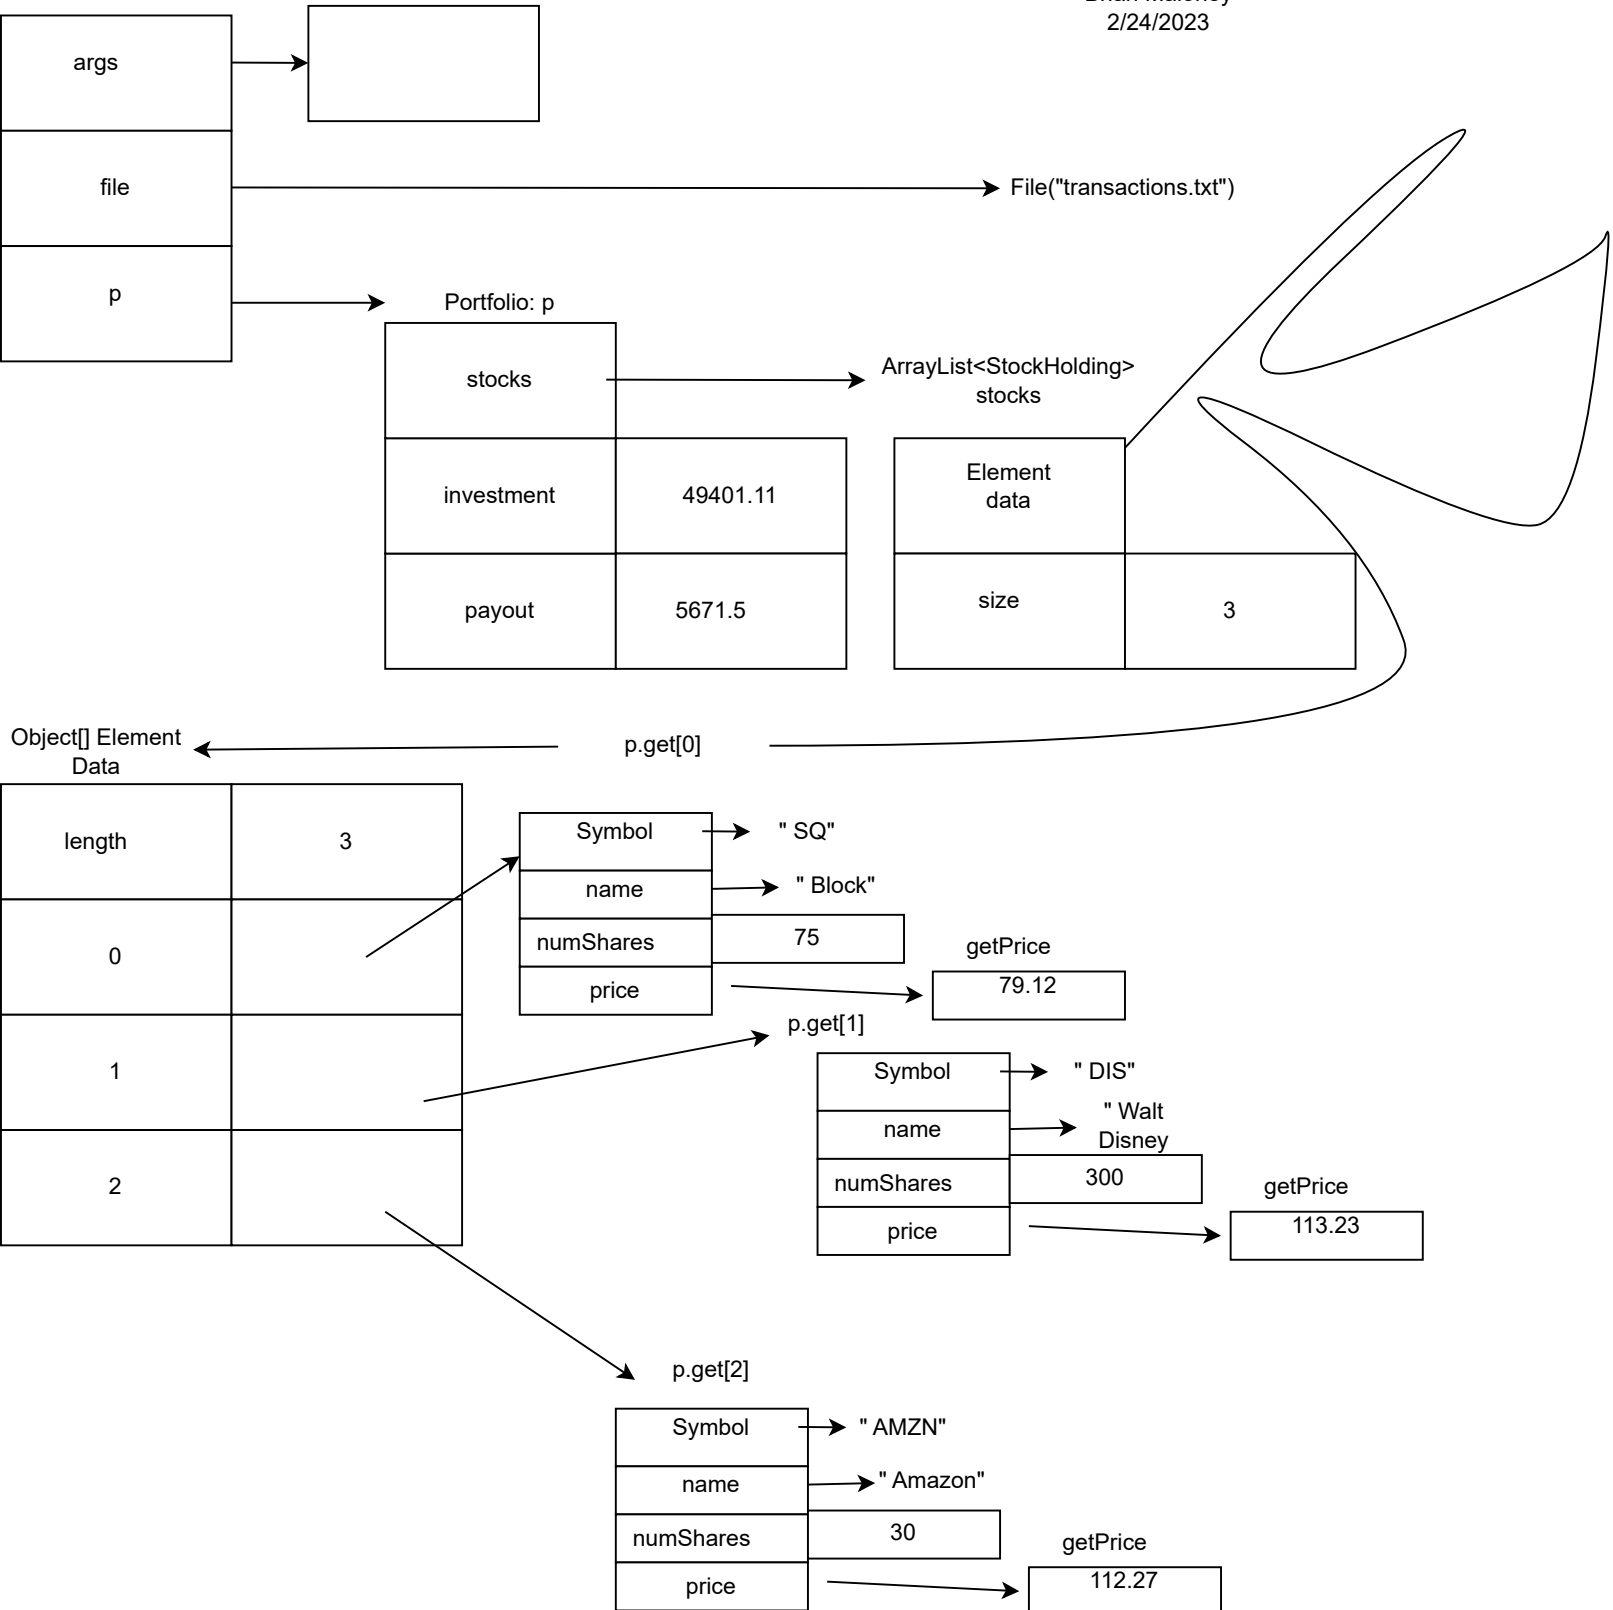 2/24/2023
args
file
File("transactions.txt")
p
Portfolio: p
stocks
ArrayList<StockHolding>
stocks
investment
49401.11
Element
data
payout
5671.5
size
3
Object[] Element
Data
p.get[0]
length
3
Symbol
" SQ"
name
" Block"
numShares
75
0
price
getPrice
79.12
p.get[1]
1
Symbol
" DIS"
name
" Walt
Disney
numShares
300
2
price
getPrice
113.23
p.get[2]
Symbol
" AMZN"
name
" Amazon"
numShares
30
price
getPrice
112.27